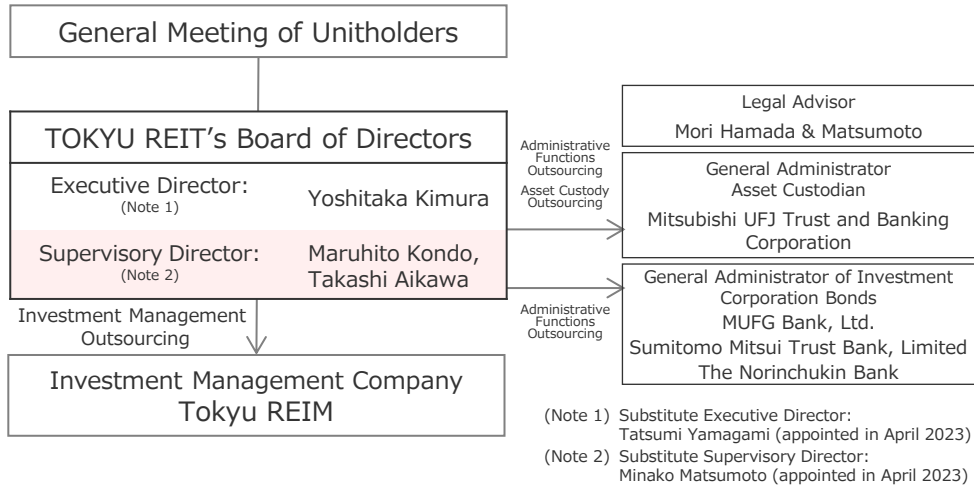 General Meeting of Unitholders
TOKYU REIT’s Board of Directors
Executive Director:
(Note 1)
Yoshitaka Kimura
Supervisory Director:
(Note 2)
Maruhito Kondo,
Takashi Aikawa
Investment Management
Outsourcing
Investment Management Company
Tokyu REIM
Administrative
Functions
Outsourcing
Asset Custody
Outsourcing
Administrative
Functions
Outsourcing
Legal Advisor
Mori Hamada & Matsumoto
General Administrator
Asset Custodian
Mitsubishi UFJ Trust and Banking
Corporation
General Administrator of Investment
Corporation Bonds
MUFG Bank, Ltd.
Sumitomo Mitsui Trust Bank, Limited
The Norinchukin Bank
(Note 1) Substitute Executive Director:
Tatsumi Yamagami (appointed in April 2023)
(Note 2) Substitute Supervisory Director:
Minako Matsumoto (appointed in April 2023)